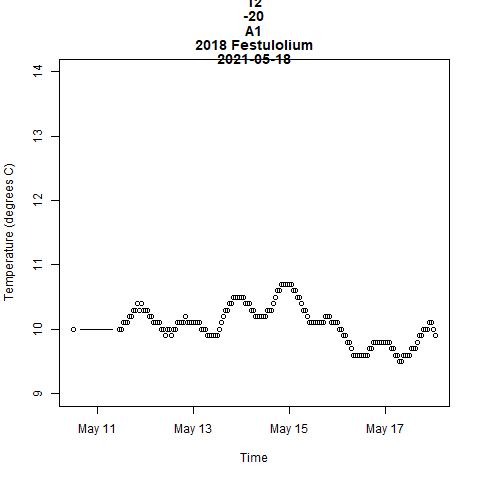 T2
-20
A1
2018 Festulolium
2021-05-18
14
13
12
11
10
9
Temperature (degrees C)
May 11
May 13
May 15
May 17
Time